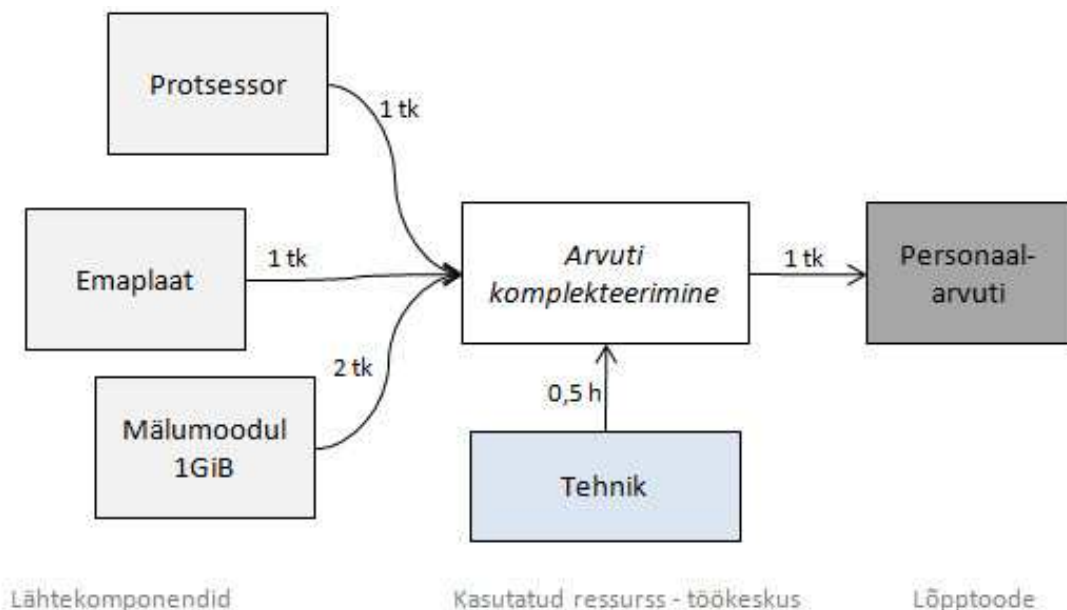 Protsessor
1 tk
Emaplaat
1 tk
Arvuti
komplekteerimine
1 tk
Personaal-
arvuti
2 tk
Mälumoodul
1GiB
0,5 h
Tehnik
Lähtekomponendid
Kasutatud ressurss - töökeskus
Lõpptoode